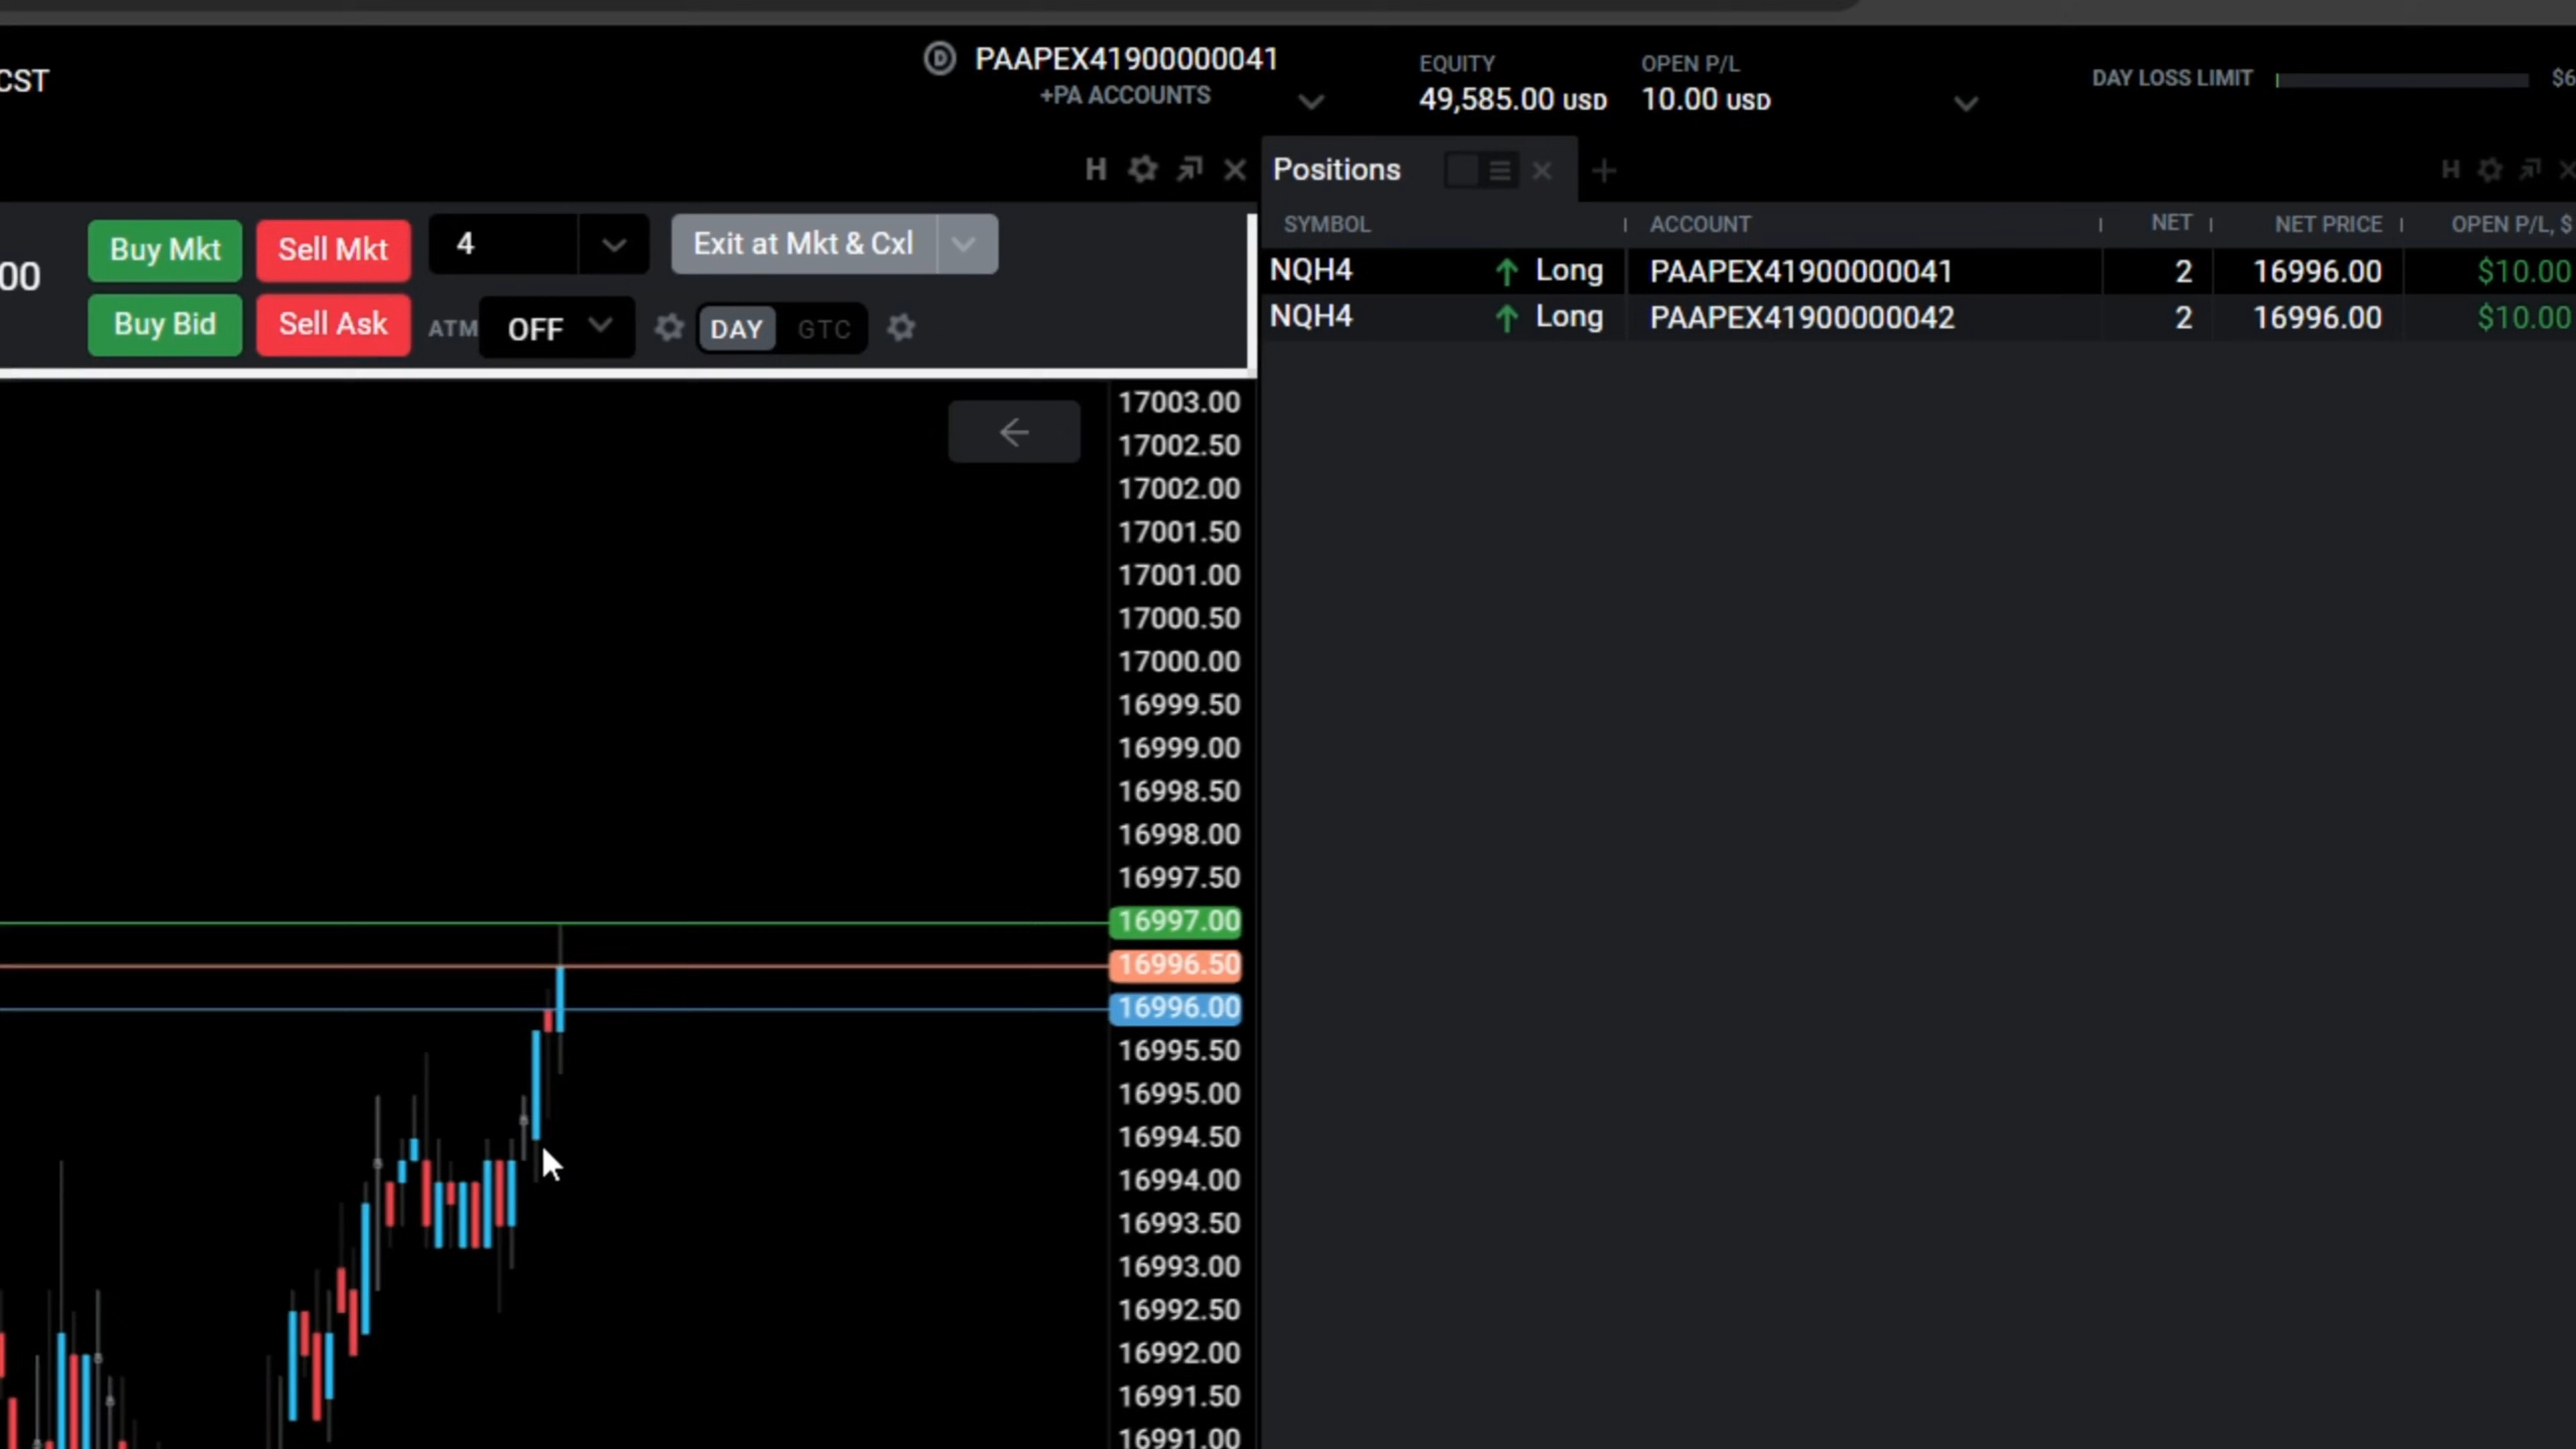 CST
PAAPEX41900000041
+PA ACCOUNTS
EQUITY
49,585.00 USD
OPEN P/L
10.00 USD
DAY LOSS LIMIT
$6
H
Positions
H
00
Buy Mkt
Sell Mkt
4
Exit at Mkt & Cxl
Buy Bid
Sell Ask
ATM
OFF
DAY
GTC
SYMBOL ACCOUNT NET NET PRICE OPEN P/L, $
NQH4 Long PAAPEX41900000041 2 16996.00 $10.00
NQH4 Long PAAPEX41900000042 2 16996.00 $10.00
17003.00
17002.50
17002.00
17001.50
17001.00
17000.50
17000.00
16999.50
16999.00
16998.50
16998.00
16997.50
16997.00
16996.50
16996.00
16995.50
16995.00
16994.50
16994.00
16993.50
16993.00
16992.50
16992.00
16991.50
16991.00